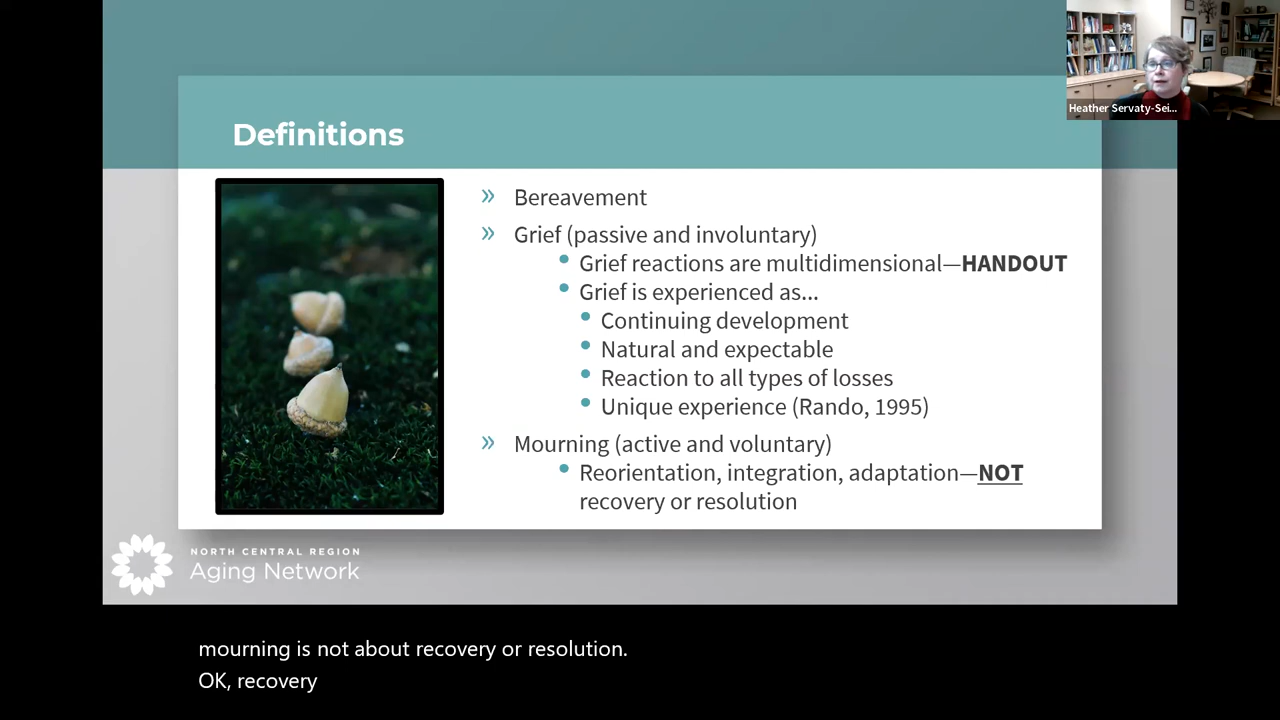 Heather Servaty-Sei...
Definitions
» Bereavement
» Grief (passive and involuntary)
• Grief reactions are multidimensional—HANDOUT
• Grief is experienced as...
• Continuing development
• Natural and expectable
• Reaction to all types of losses
• Unique experience (Rando, 1995)
» Mourning (active and voluntary)
• Reorientation, integration, adaptation—NOT
recovery or resolution
NORTH CENTRAL REGION
Aging Network
mourning is not about recovery or resolution.
OK, recovery